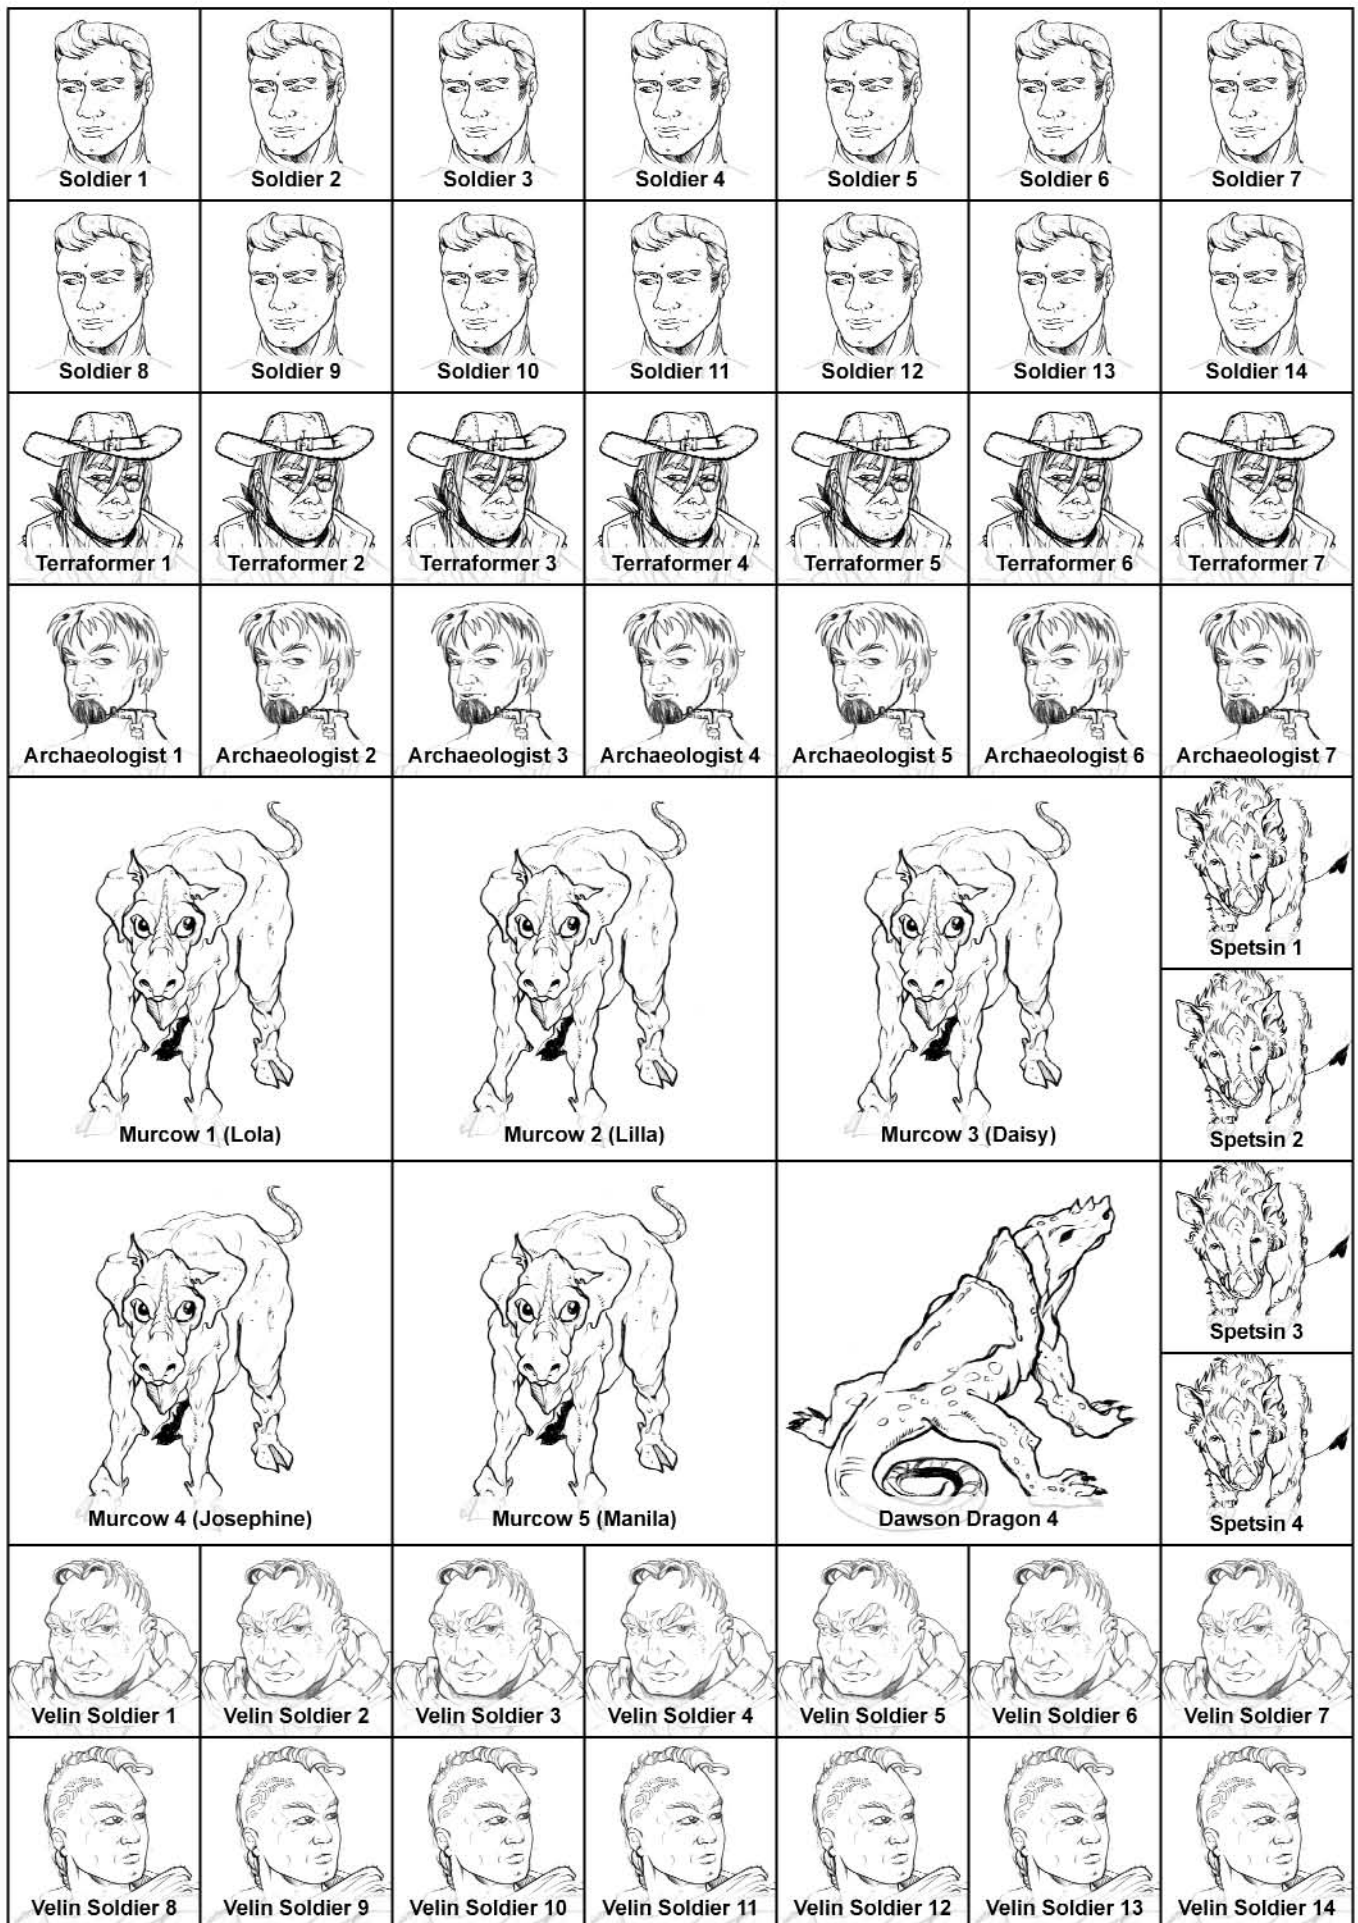 Soldier 1
Soldier 2
Soldier 3
Soldier 4
Soldier 5
Soldier 6
Soldier 7
Soldier 8
Soldier 9
Soldier 10
Soldier 11
Soldier 12
Soldier 13
Soldier 14
Terraformer 1
Terraformer 2
Terraformer 3
Terraformer 4
Terraformer 5
Terraformer 6
Terraformer 7
Archaeologist 1
Archaeologist 2
Archaeologist 3
Archaeologist 4
Archaeologist 5
Archaeologist 6
Archaeologist 7
Murcow 1 (Lola)
Murcow 2 (Lilla)
Murcow 3 (Daisy)
Spetsin 1
Spetsin 2
Murcow 4 (Josephine)
Murcow 5 (Manila)
Dawson Dragon 4
Spetsin 3
Spetsin 4
Velin Soldier 1
Velin Soldier 2
Velin Soldier 3
Velin Soldier 4
Velin Soldier 5
Velin Soldier 6
Velin Soldier 7
Velin Soldier 8
Velin Soldier 9
Velin Soldier 10
Velin Soldier 11
Velin Soldier 12
Velin Soldier 13
Velin Soldier 14